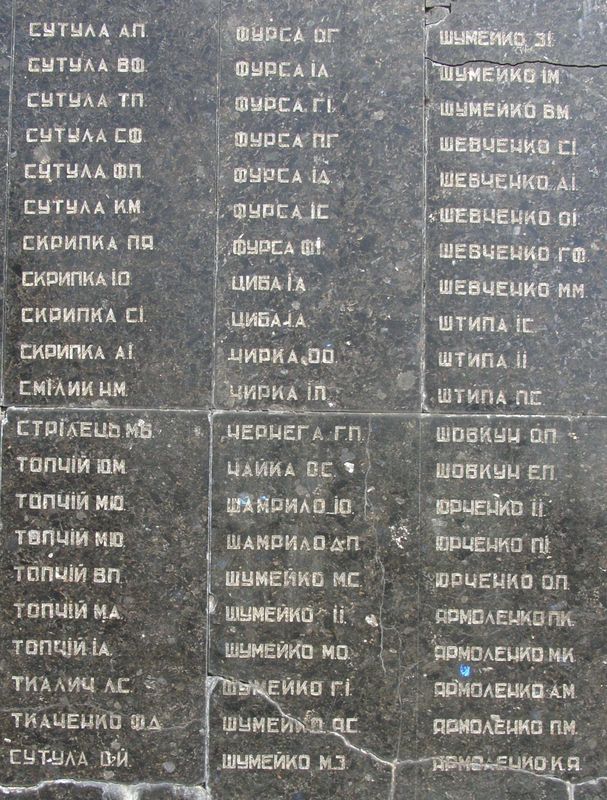 СУТУЛА А.П.
СУТУЛА В.Ф.
СУТУЛА Т.П.
СУТУЛА С.Ф.
СУТУЛА Ф.П.
СУТУЛА К.М.
СКРИПКА П.Я.
СКРИПКА І.О.
СКРИПКА С.І.
СКРИПКА А.І.
СМІЛИК Н.М.
СТРІЛЕЦЬ М.Б.
ТОПЧІЙ Ю.М.
ТОПЧІЙ М.Ю.
ТОПЧІЙ М.Ю.
ТОПЧІЙ В.П.
ТОПЧІЙ М.А.
ТОПЧІЙ І.А.
ТКАЛИЧ Л.С.
ТКАЧЕНКО Ф.Д.
СУТУЛА О.Й.
ФУРСА О.Г.
ФУРСА І.Л.
ФУРСА Г.І.
ФУРСА П.Г.
ФУРСА І.Д.
ФУРСА І.С.
ФУРСА Ф.І.
ЦИБА І.Д.
ЦИБА І.А.
ЧИРКА О.О.
ЧИРКА І.П.
ЧЕРНЕГА Г.П.
ЧАЙКА О.С.
ШАМРИЛО І.О.
ШАМРИЛО Д.П.
ШУМЕЙКО М.С.
ШУМЕЙКО І.І.
ШУМЕЙКО М.О.
ШУМЕЙКО Г.І.
ШУМЕЙКО Я.С.
ШУМЕЙКО М.З.
ШУМЕЙКО З.І.
ШУМЕЙКО І.М.
ШУМЕЙКО В.М.
ШЕВЧЕНКО С.І.
ШЕВЧЕНКО Д.І.
ШЕВЧЕНКО О.І.
ШЕВЧЕНКО Г.Ф.
ШЕВЧЕНКО М.М.
ШТИПА І.С.
ШТИПА І.І.
ШТИПА П.С.
ШОВКУН О.П.
ШОВКУН Е.П.
ЮРЧЕНКО І.І.
ЮРЧЕНКО П.І.
ЮРЧЕНКО О.П.
ЯРМОЛЕНКО П.К.
ЯРМОЛЕНКО М.К.
ЯРМОЛЕНКО А.М.
ЯРМОЛЕНКО П.М.
ЯРМОЛЕНКО К.Я.